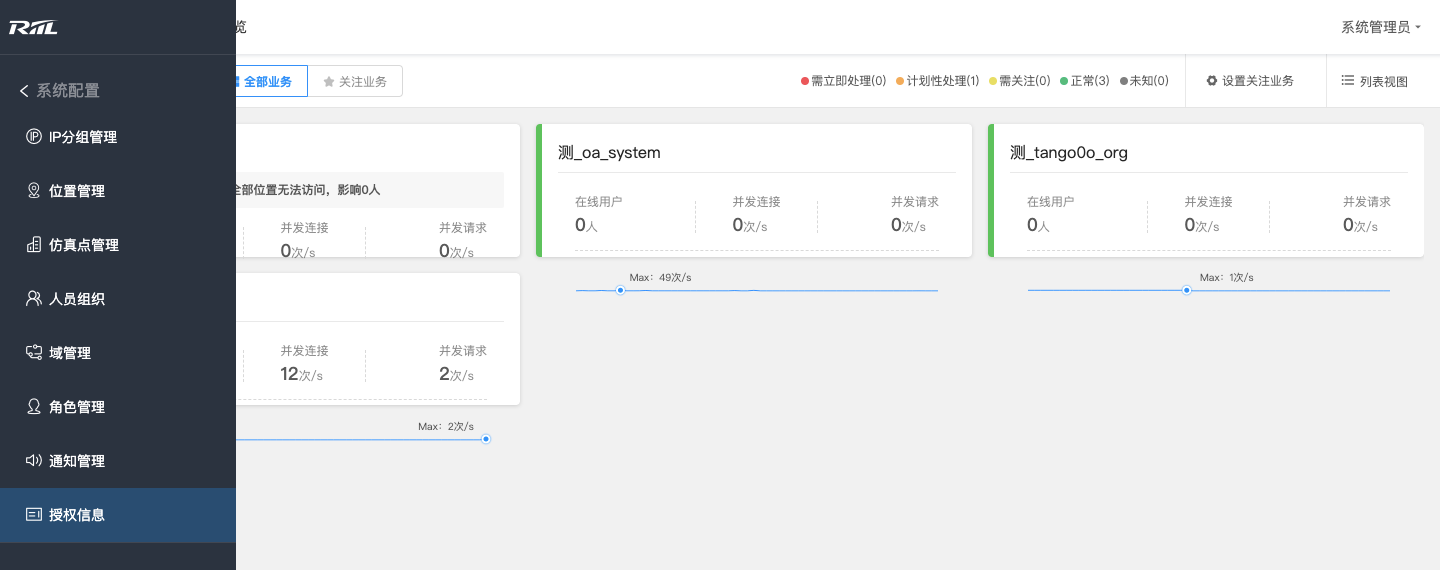 RIIL
览
系统管理员
系统配置
IP分组管理
位置管理
仿真点管理
人员组织
域管理
角色管理
通知管理
授权信息
全部业务
关注业务
需立即处理(0)
计划性处理(1)
需关注(0)
正常(3)
未知(0)
设置关注业务
列表视图
全部位置无法访问，影响0人
并发连接
0次/s
并发请求
0次/s
测_oa_system
在线用户
0人
并发连接
0次/s
并发请求
0次/s
Max：49次/s
测_tango0o_org
在线用户
0人
并发连接
0次/s
并发请求
0次/s
Max：1次/s
并发连接
12次/s
并发请求
2次/s
Max：2次/s